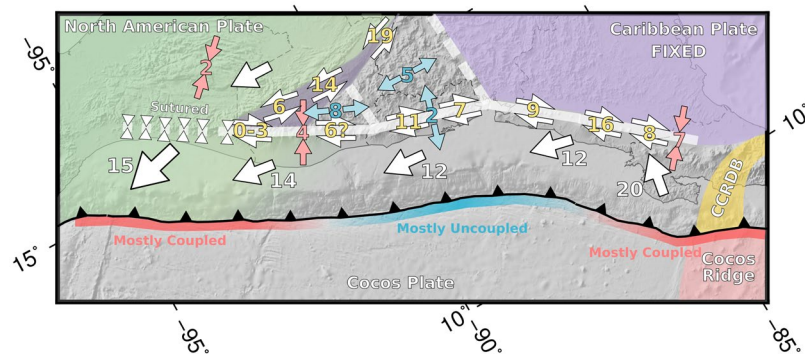 North American Plate
Caribbean Plate
FIXED
19
2
14
5
Sutured
6
8
2
7
9
0-3
4
6?
11
16
8
7
15
14
12
12
20
CCRDB
Mostly Coupled
Mostly Uncoupled
Mostly Coupled
Cocos Plate
Cocos
Ridge
-95°
10°
15°
-95°
10°
-90°
-85°